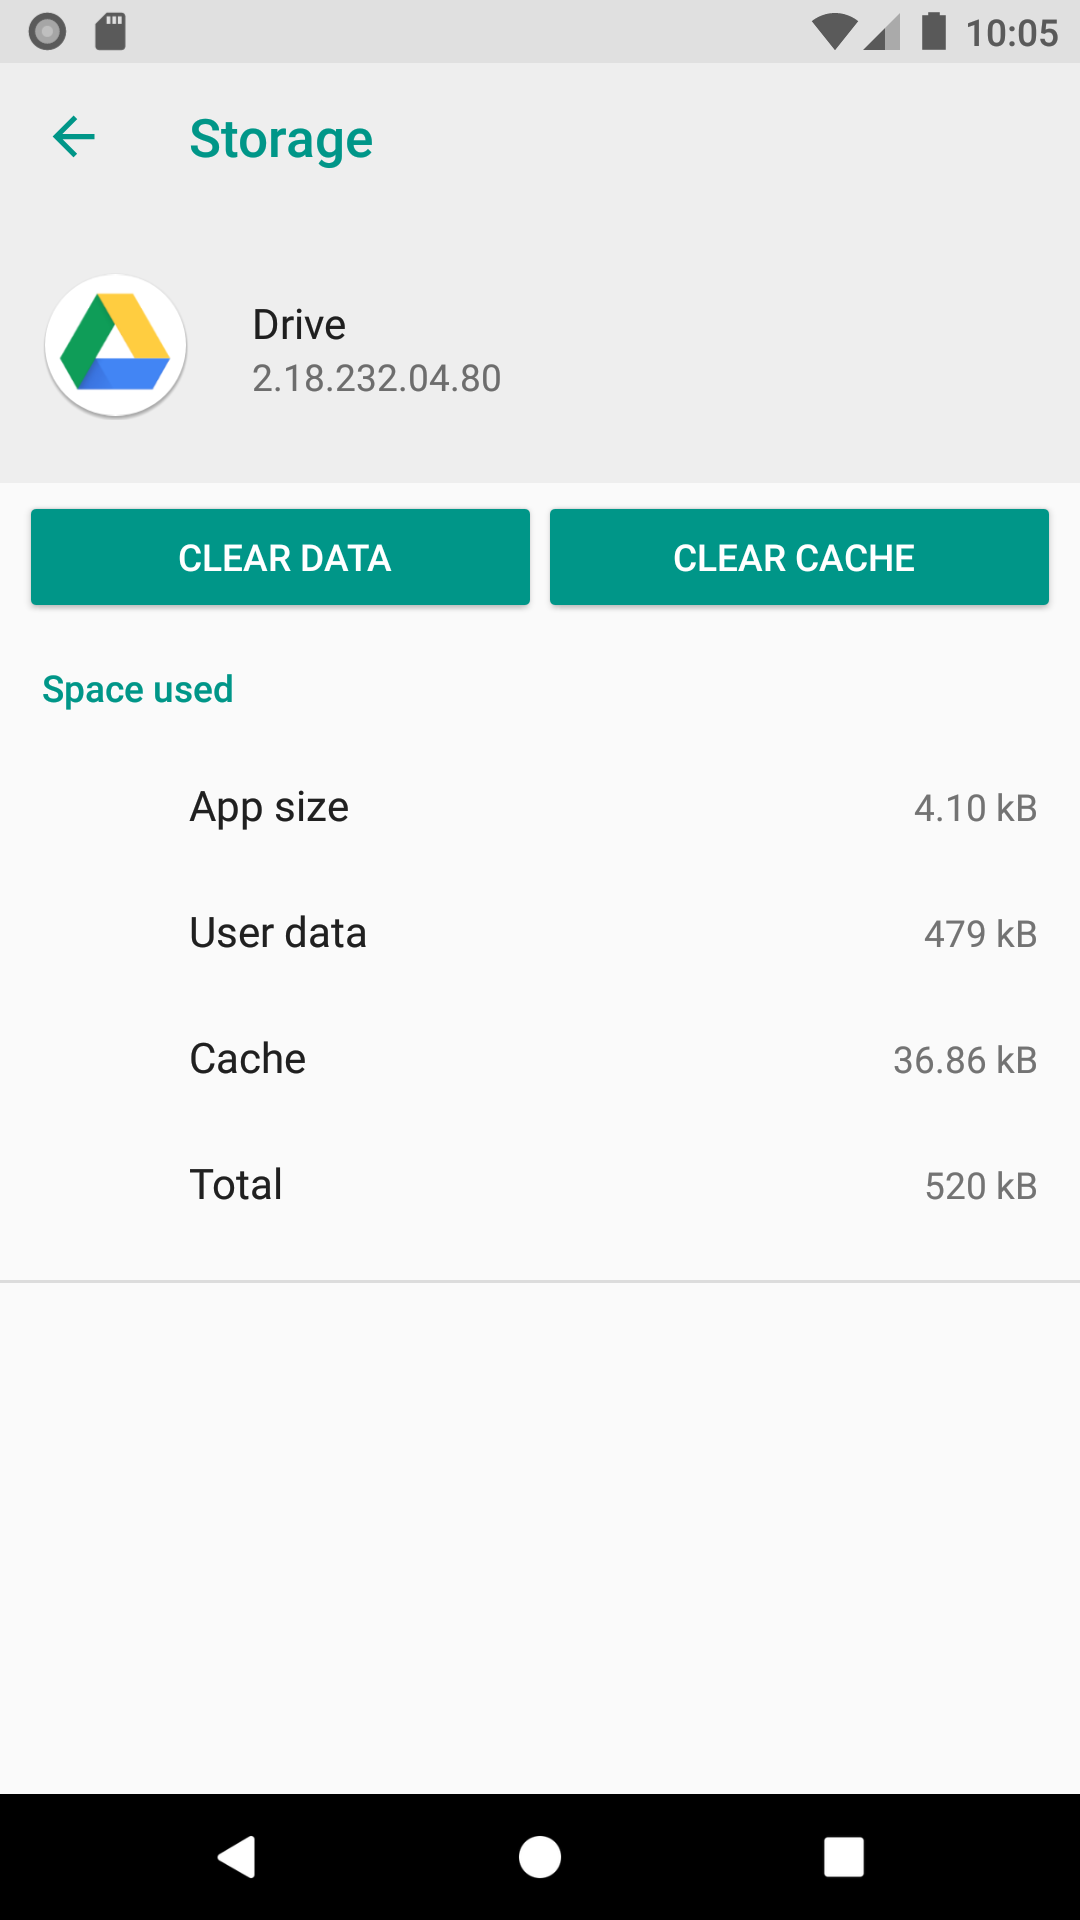 10:05
Storage
Drive
2.18.232.04.80
CLEAR DATA
CLEAR CACHE
Space used
App size 4.10 kB
User data 479 kB
Cache 36.86 kB
Total 520 kB